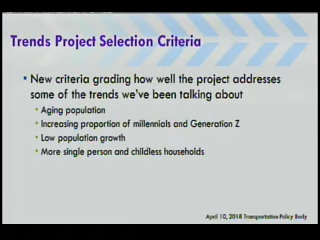 Trends Project Selection Criteria
• New criteria grading how well the project addresses
some of the trends we've been talking about
• Aging population
• Increasing proportion of millennials and Generation Z
• Low population growth
• More single person and childless households
April 10, 2018 Transportation Policy Body